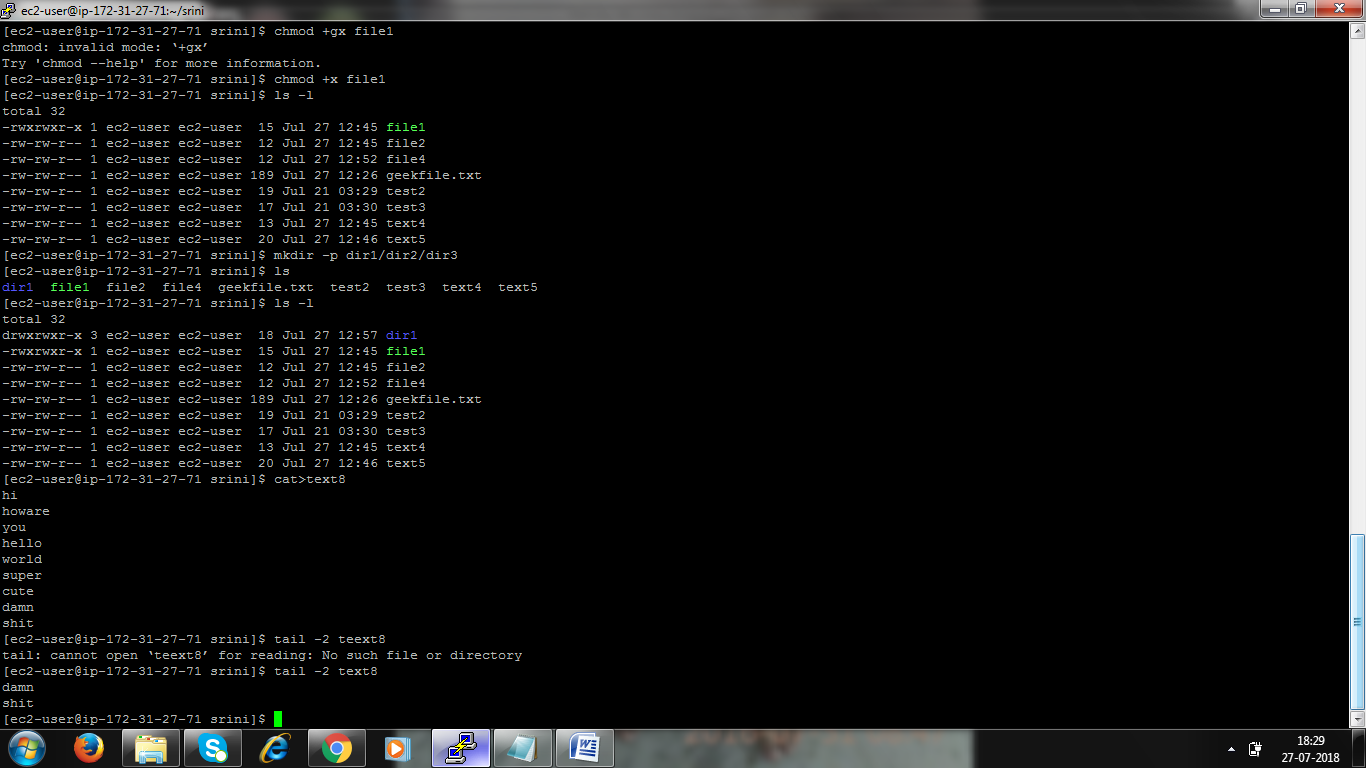 ec2-user@ip-172-31-27-71:~/srini
[ec2-user@ip-172-31-27-71 srini]$ chmod +gx file1
chmod: invalid mode: ‘+gx’
Try 'chmod --help' for more information.
[ec2-user@ip-172-31-27-71 srini]$ chmod +x file1
[ec2-user@ip-172-31-27-71 srini]$ ls -l
total 32
-rwxrwxr-x 1 ec2-user ec2-user  15 Jul 27 12:45 file1
-rw-rw-r-- 1 ec2-user ec2-user  12 Jul 27 12:45 file2
-rw-rw-r-- 1 ec2-user ec2-user  12 Jul 27 12:52 file4
-rw-rw-r-- 1 ec2-user ec2-user 189 Jul 27 12:26 geekfile.txt
-rw-rw-r-- 1 ec2-user ec2-user  19 Jul 21 03:29 test2
-rw-rw-r-- 1 ec2-user ec2-user  17 Jul 21 03:30 test3
-rw-rw-r-- 1 ec2-user ec2-user  13 Jul 27 12:45 text4
-rw-rw-r-- 1 ec2-user ec2-user  20 Jul 27 12:46 text5
[ec2-user@ip-172-31-27-71 srini]$ mkdir -p dir1/dir2/dir3
[ec2-user@ip-172-31-27-71 srini]$ ls
dir1  file1  file2  file4  geekfile.txt  test2  test3  text4  text5
[ec2-user@ip-172-31-27-71 srini]$ ls -l
total 32
drwxrwxr-x 3 ec2-user ec2-user  18 Jul 27 12:57 dir1
-rwxrwxr-x 1 ec2-user ec2-user  15 Jul 27 12:45 file1
-rw-rw-r-- 1 ec2-user ec2-user  12 Jul 27 12:45 file2
-rw-rw-r-- 1 ec2-user ec2-user  12 Jul 27 12:52 file4
-rw-rw-r-- 1 ec2-user ec2-user 189 Jul 27 12:26 geekfile.txt
-rw-rw-r-- 1 ec2-user ec2-user  19 Jul 21 03:29 test2
-rw-rw-r-- 1 ec2-user ec2-user  17 Jul 21 03:30 test3
-rw-rw-r-- 1 ec2-user ec2-user  13 Jul 27 12:45 text4
-rw-rw-r-- 1 ec2-user ec2-user  20 Jul 27 12:46 text5
[ec2-user@ip-172-31-27-71 srini]$ cat>text8
hi
howare
you
hello
world
super
cute
damn
shit
[ec2-user@ip-172-31-27-71 srini]$ tail -2 teext8
tail: cannot open ‘teext8’ for reading: No such file or directory
[ec2-user@ip-172-31-27-71 srini]$ tail -2 text8
damn
shit
[ec2-user@ip-172-31-27-71 srini]$
18:29
27-07-2018